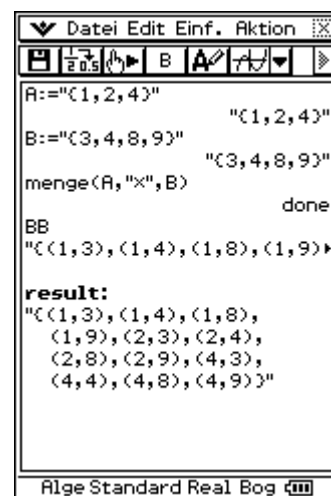 Datei Edit Einf. Aktion
B
A:="{1,2,4}"
"{1,2,4}"
B:="{3,4,8,9}"
"{3,4,8,9}"
menge(A,"×",B)
done
BB
"{(1,3),(1,4),(1,8),(1,9)▸
result:
"{(1,3),(1,4),(1,8),
(1,9),(2,3),(2,4),
(2,8),(2,9),(4,3),
(4,4),(4,8),(4,9)}"
Alge Standard Real Bog